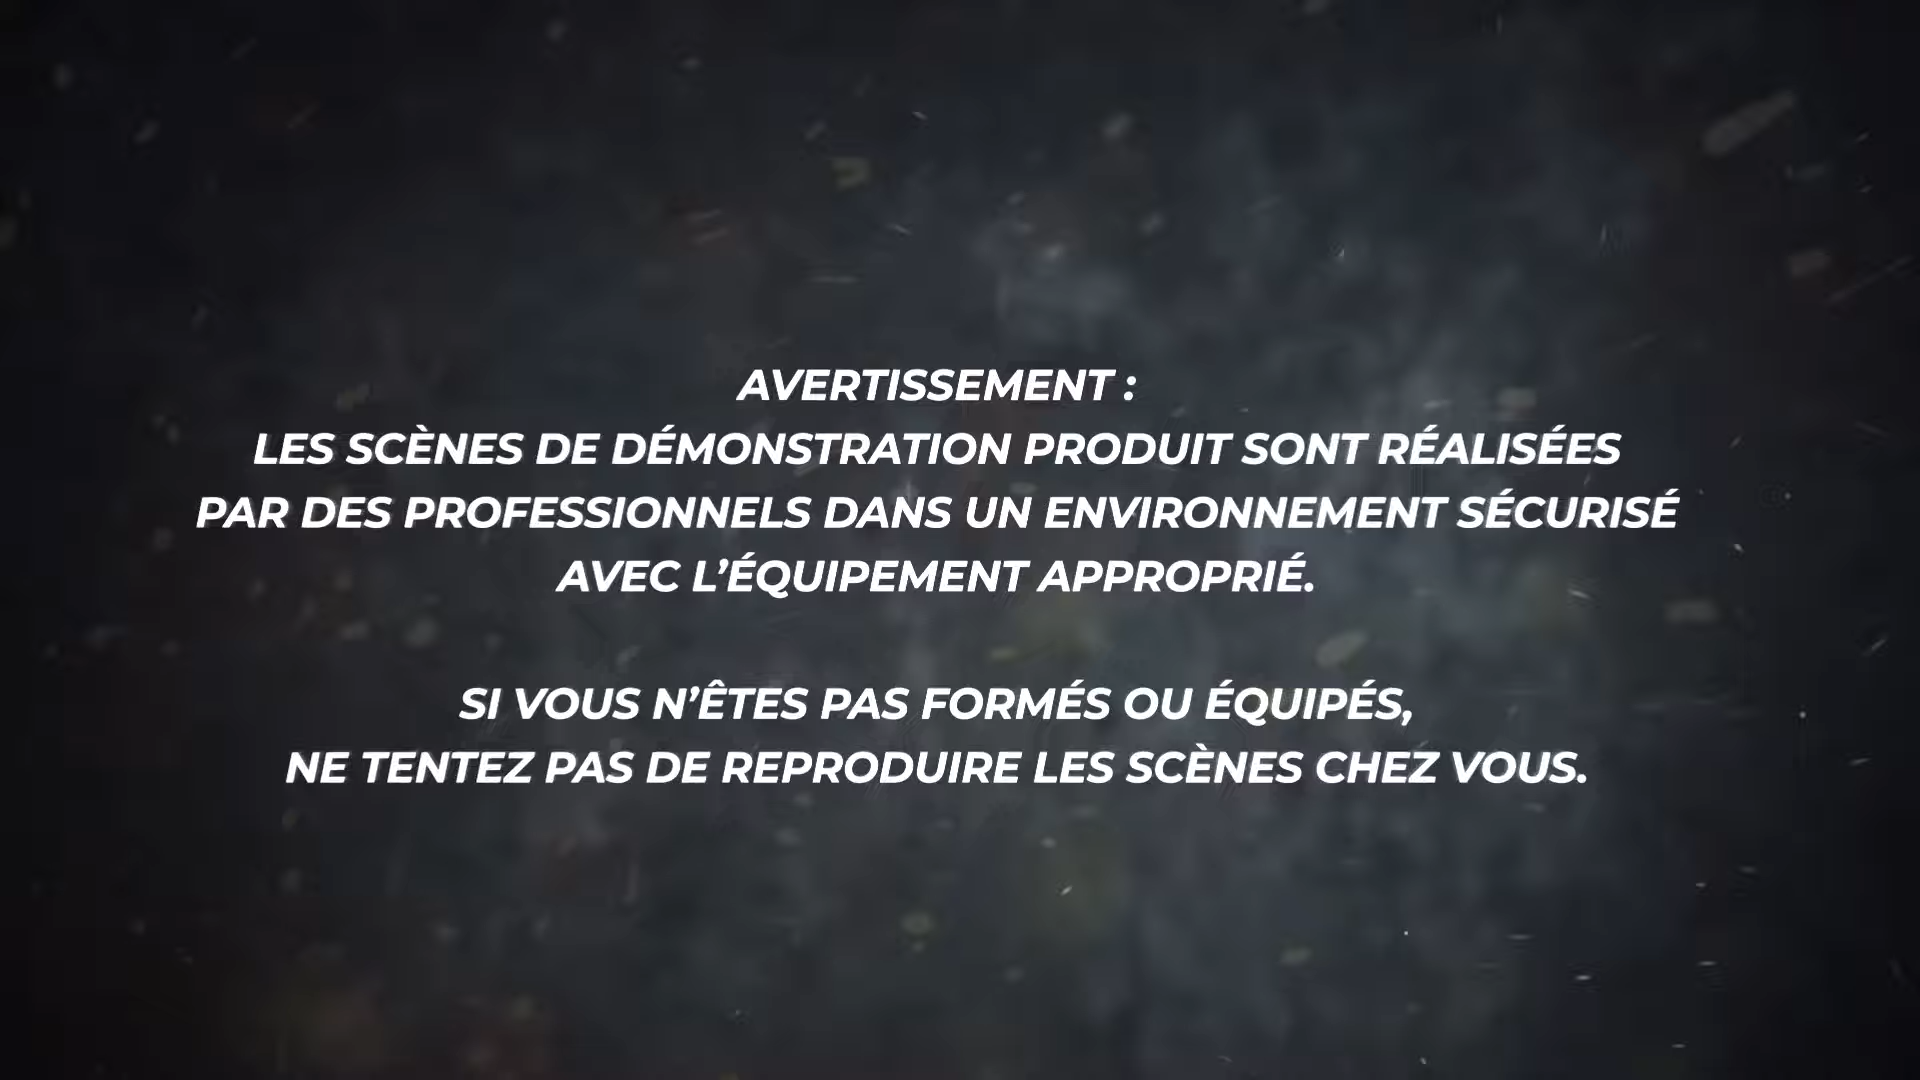 AVERTISSEMENT :
LES SCÈNES DE DÉMONSTRATION PRODUIT SONT RÉALISÉES
PAR DES PROFESSIONNELS DANS UN ENVIRONNEMENT SÉCURISÉ
AVEC L’ÉQUIPEMENT APPROPRIÉ.
SI VOUS N’ÊTES PAS FORMÉS OU ÉQUIPÉS,
NE TENTEZ PAS DE REPRODUIRE LES SCÈNES CHEZ VOUS.